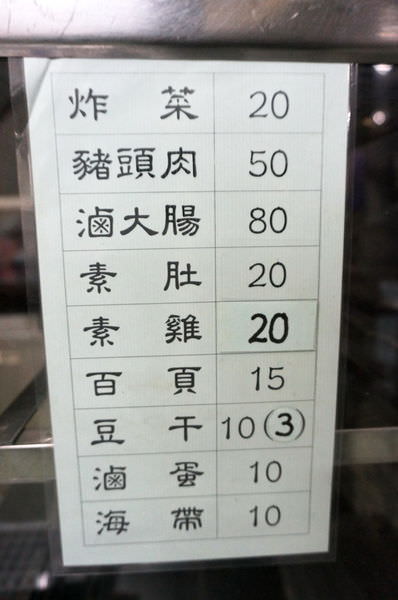 炸菜 20
豬頭肉 50
滷大腸 80
素肚 20
素雞 20
百頁 15
豆干 10(3)
滷蛋 10
海帶 10